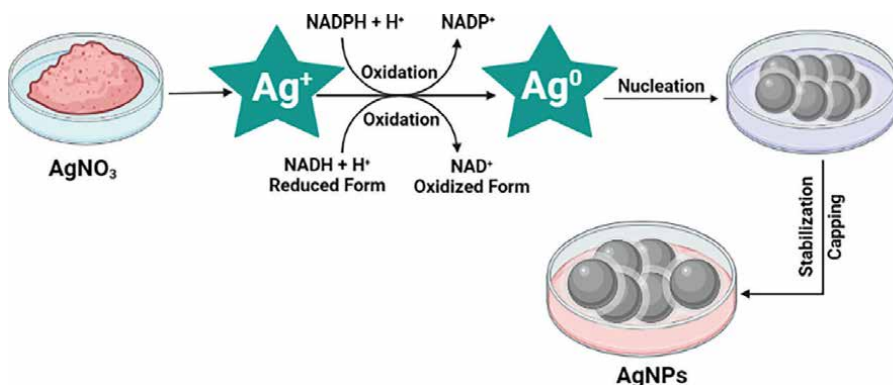 NADPH + H⁺
NADP⁺
Oxidation
Ag⁺
Ag⁰
Nucleation
Oxidation
AgNO₃
NADH + H⁺
Reduced Form
NAD⁺
Oxidized Form
Stabilization
Capping
AgNPs